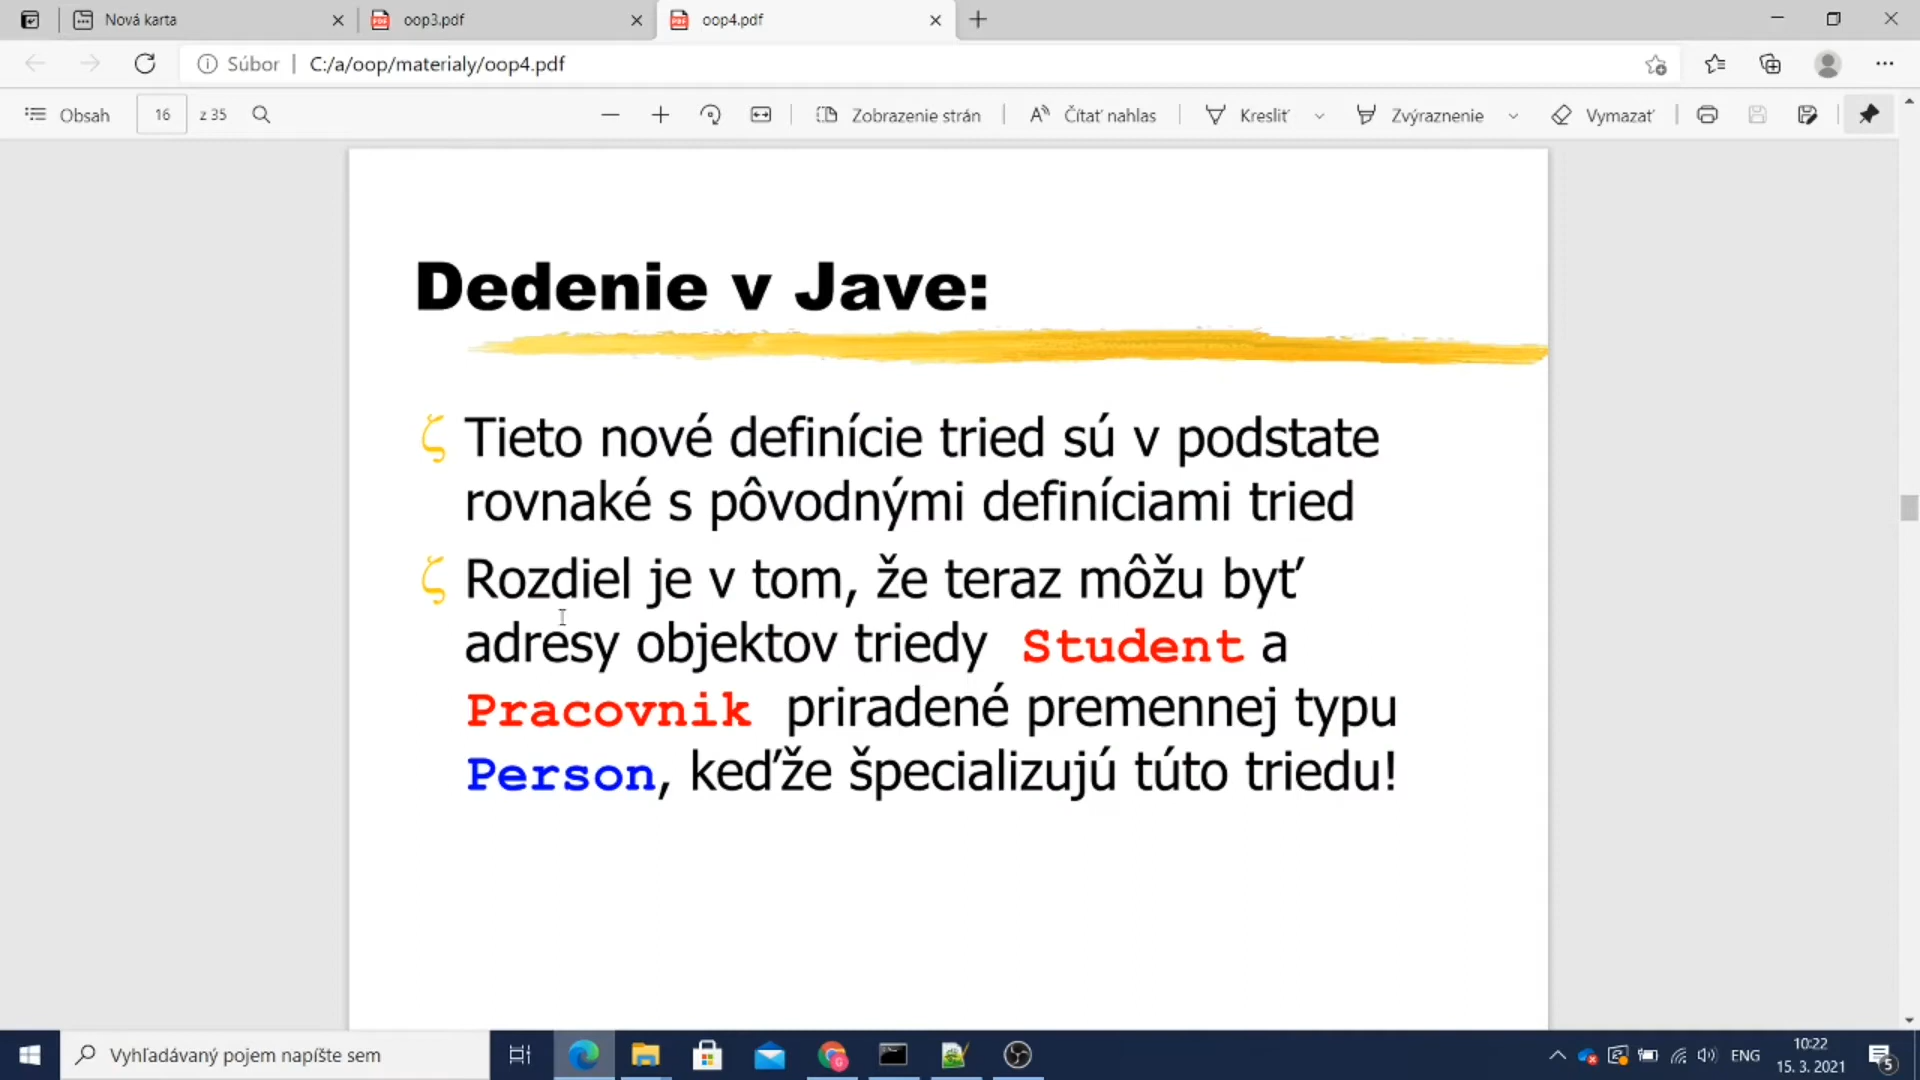 Nová karta
oop3.pdf
oop4.pdf
Súbor
C:/a/oop/materialy/oop4.pdf
Obsah
16
z 35
Zobrazenie strán
Čítať nahlas
Kresliť
Zvýraznenie
Vymazať
Dedenie v Jave:
Tieto nové definície tried sú v podstate
rovnaké s pôvodnými definíciami tried
Rozdiel je v tom, že teraz môžu byť
adresy objektov triedy Student a
Pracovnik priradené premennej typu
Person, keďže špecializujú túto triedu!
Vyhľadávaný pojem napíšte sem
ENG
10:22
15. 3. 2021
5